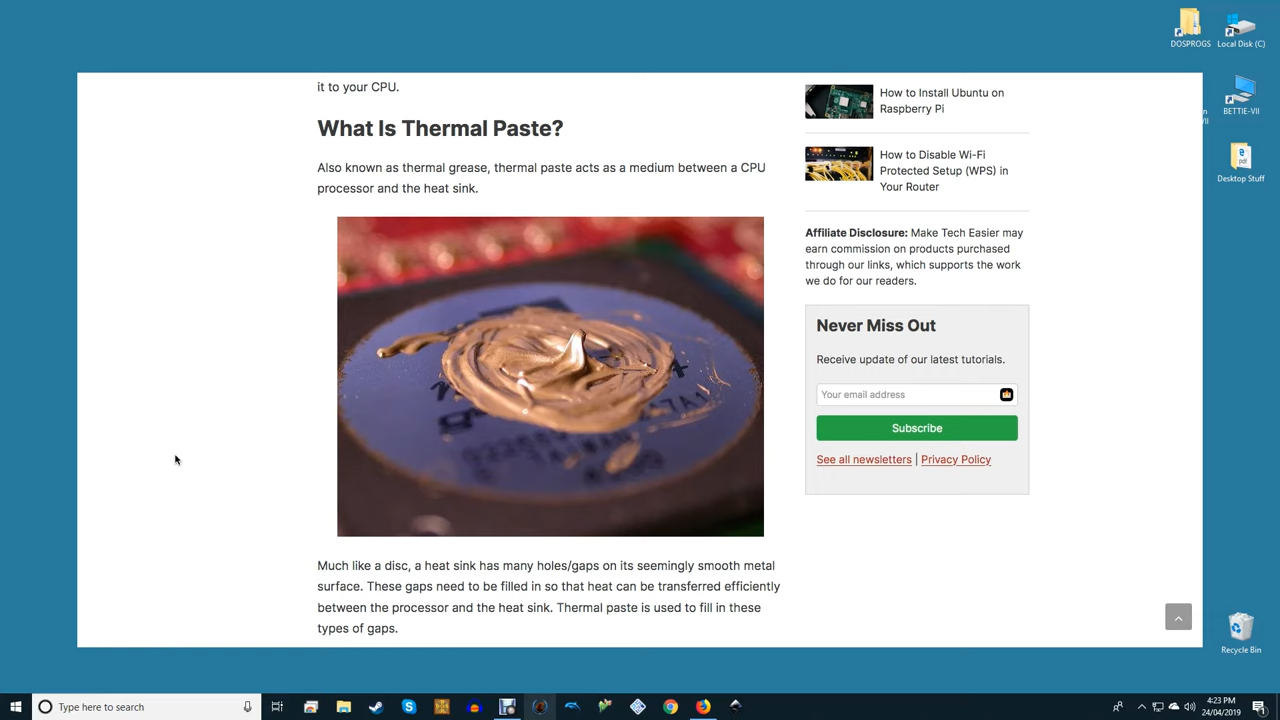 DOSPROGS
Local Disk (C)
BETTIE-VII
Desktop Stuff
Recycle Bin
it to your CPU.
What Is Thermal Paste?
Also known as thermal grease, thermal paste acts as a medium between a CPU
processor and the heat sink.
Much like a disc, a heat sink has many holes/gaps on its seemingly smooth metal
surface. These gaps need to be filled in so that heat can be transferred efficiently
between the processor and the heat sink. Thermal paste is used to fill in these
types of gaps.
How to Install Ubuntu on
Raspberry Pi
How to Disable Wi-Fi
Protected Setup (WPS) in
Your Router
Affiliate Disclosure: Make Tech Easier may
earn commission on products purchased
through our links, which supports the work
we do for our readers.
Never Miss Out
Receive update of our latest tutorials.
Your email address
Subscribe
See all newsletters | Privacy Policy
Type here to search
4:23 PM
24/04/2019